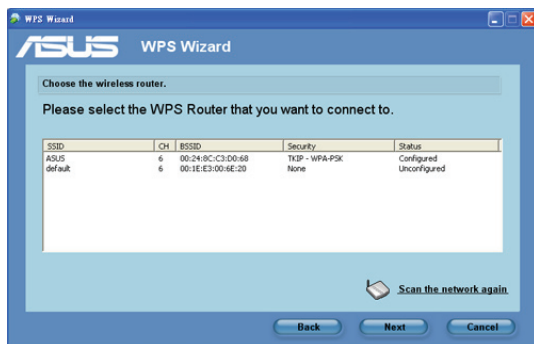 WPS Wizard
ASUS WPS Wizard
Choose the wireless router.
Please select the WPS Router that you want to connect to.
SSID CH BSSID Security Status
ASUS 6 00:24:8C:C3:D0:68 TKIP - WPA-PSK Configured
default 6 00:1E:E3:00:6E:20 None Unconfigured
Scan the network again
Back Next Cancel